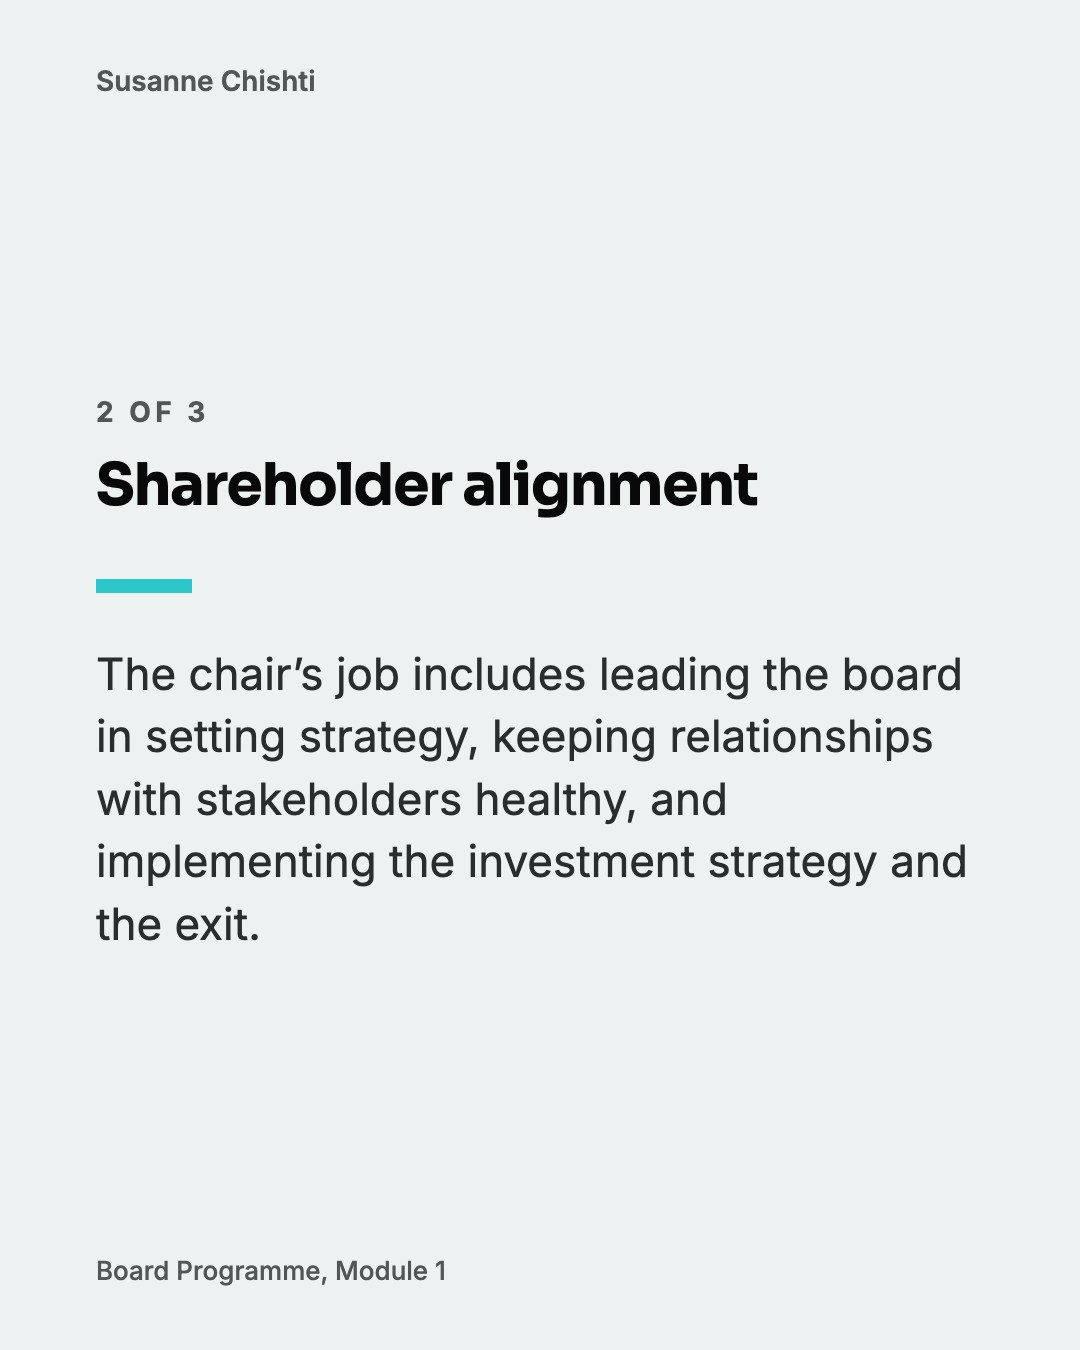 Susanne Chishti
2 OF 3
Shareholder alignment
The chair’s job includes leading the board
in setting strategy, keeping relationships
with stakeholders healthy, and
implementing the investment strategy and
the exit.
Board Programme, Module 1